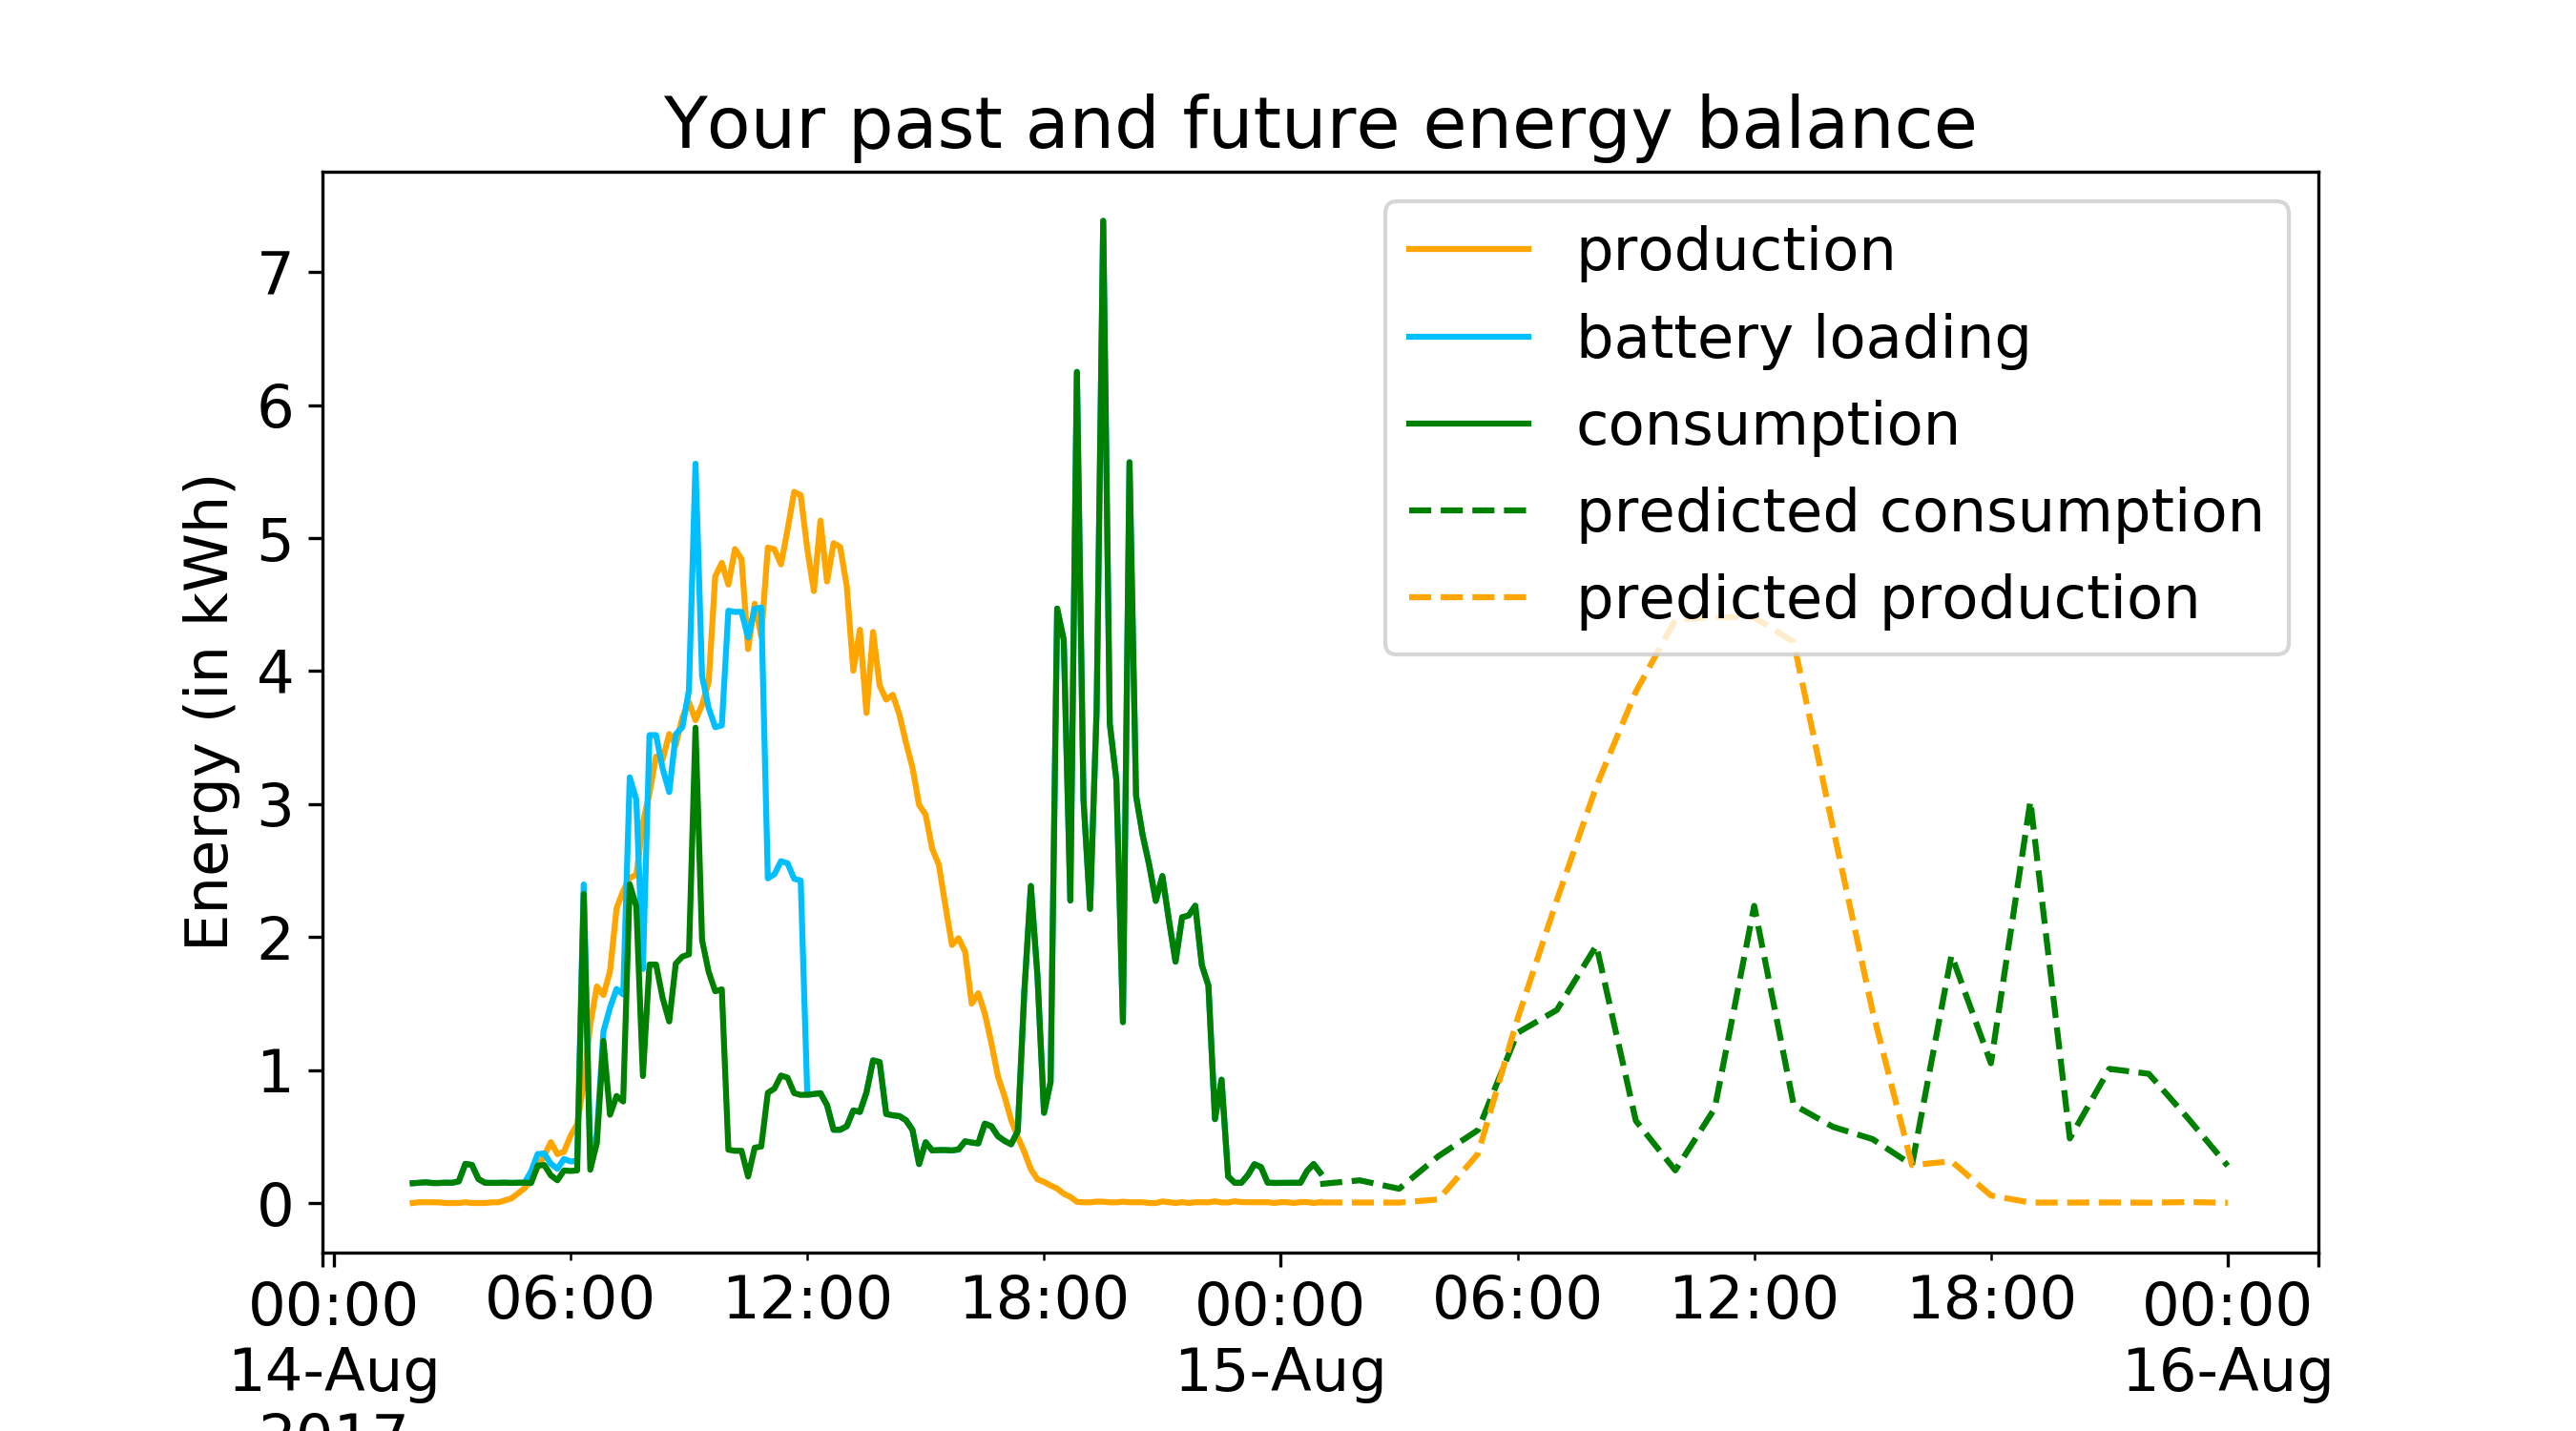 Your past and future energy balance
Energy (in kWh)
7
6
5
4
3
2
1
0
production
battery loading
consumption
predicted consumption
predicted production
00:00 06:00 12:00 18:00 00:00 06:00 12:00 18:00 00:00
14-Aug 15-Aug 16-Aug
2017